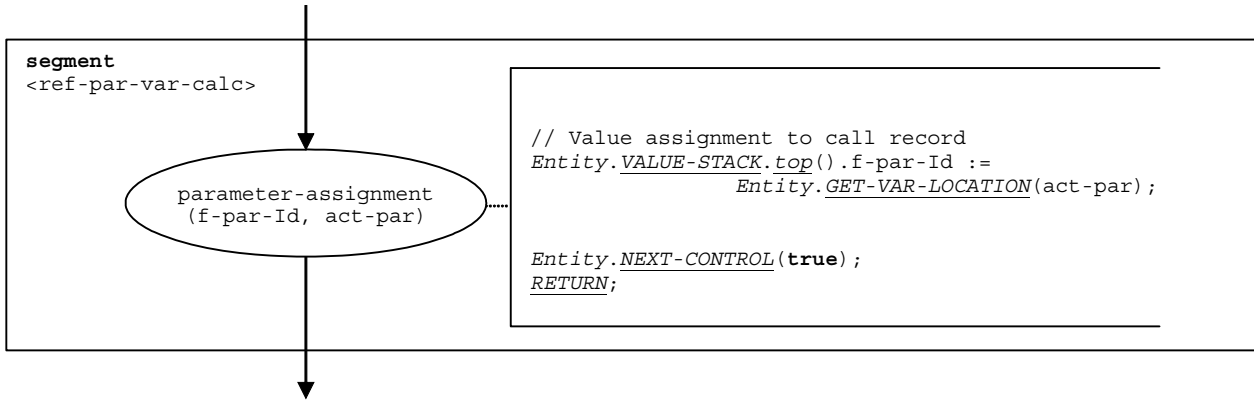 segment
<ref-par-var-calc>
parameter-assignment
(f-par-Id, act-par)
// Value assignment to call record
Entity.VALUE-STACK.top().f-par-Id :=
Entity.GET-VAR-LOCATION(act-par);
Entity.NEXT-CONTROL(true);
RETURN;